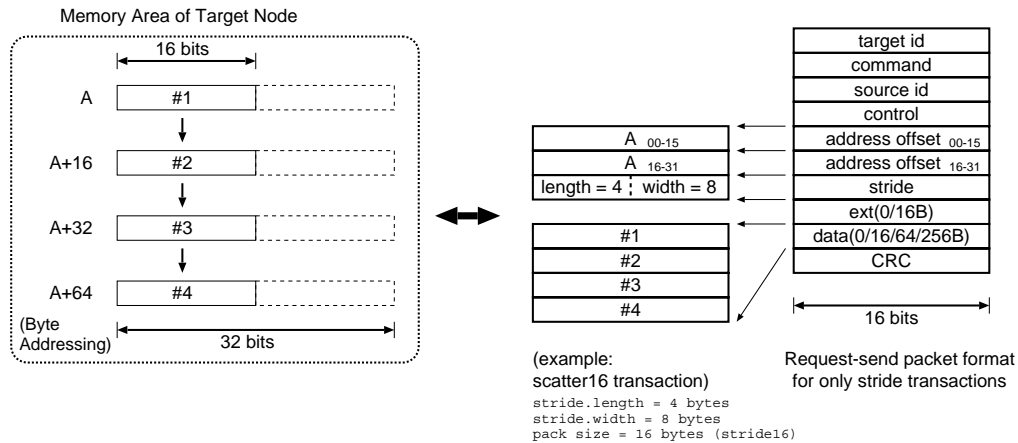 Memory Area of Target Node
16 bits
A
#1
A+16
#2
A+32
#3
A+64
#4
(Byte
Addressing)
32 bits
A 00-15
A 16-31
length = 4
width = 8
#1
#2
#3
#4
(example:
scatter16 transaction)
stride.length = 4 bytes
stride.width = 8 bytes
pack size = 16 bytes (stride16)
target id
command
source id
control
address offset 00-15
address offset 16-31
stride
ext(0/16B)
data(0/16/64/256B)
CRC
16 bits
Request-send packet format
for only stride transactions